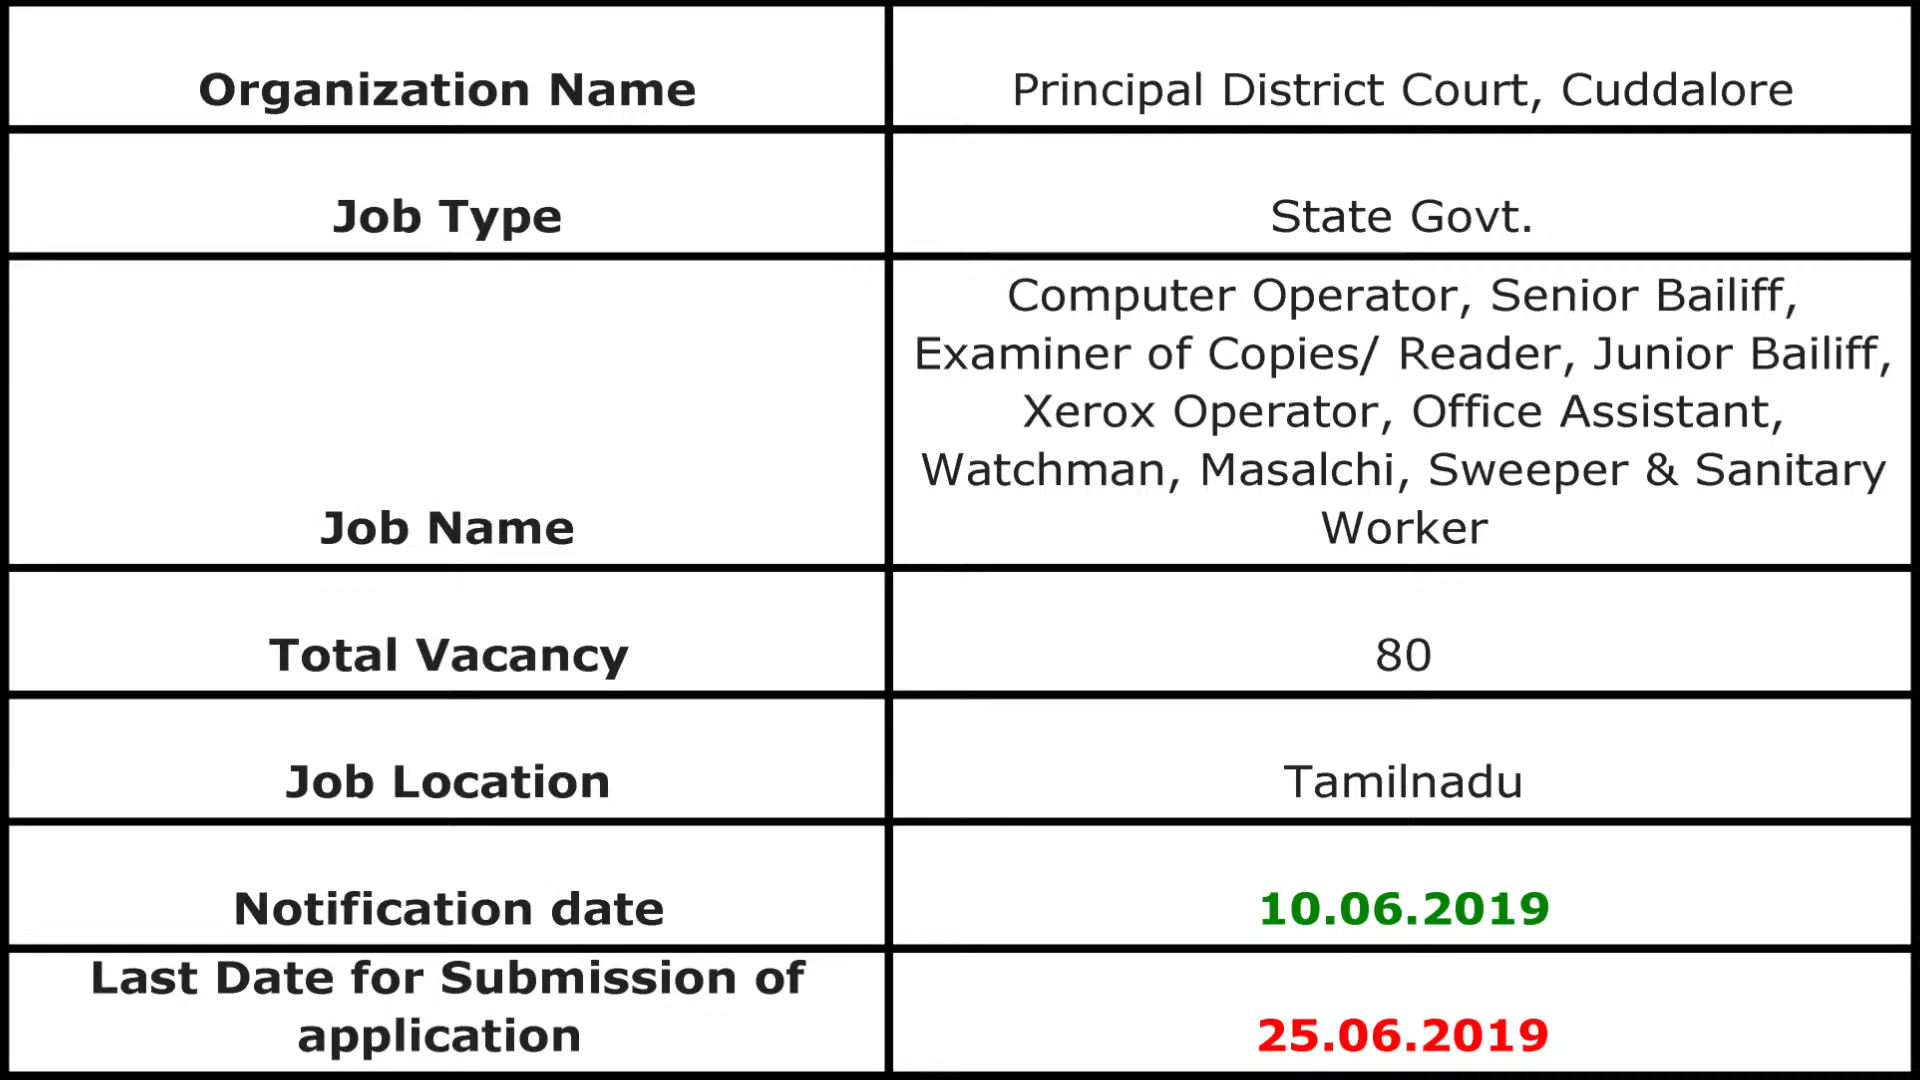 Organization Name
Principal District Court, Cuddalore
Job Type
State Govt.
Job Name
Computer Operator, Senior Bailiff,
Examiner of Copies/ Reader, Junior Bailiff,
Xerox Operator, Office Assistant,
Watchman, Masalchi, Sweeper & Sanitary
Worker
Total Vacancy
80
Job Location
Tamilnadu
Notification date
10.06.2019
Last Date for Submission of
application
25.06.2019